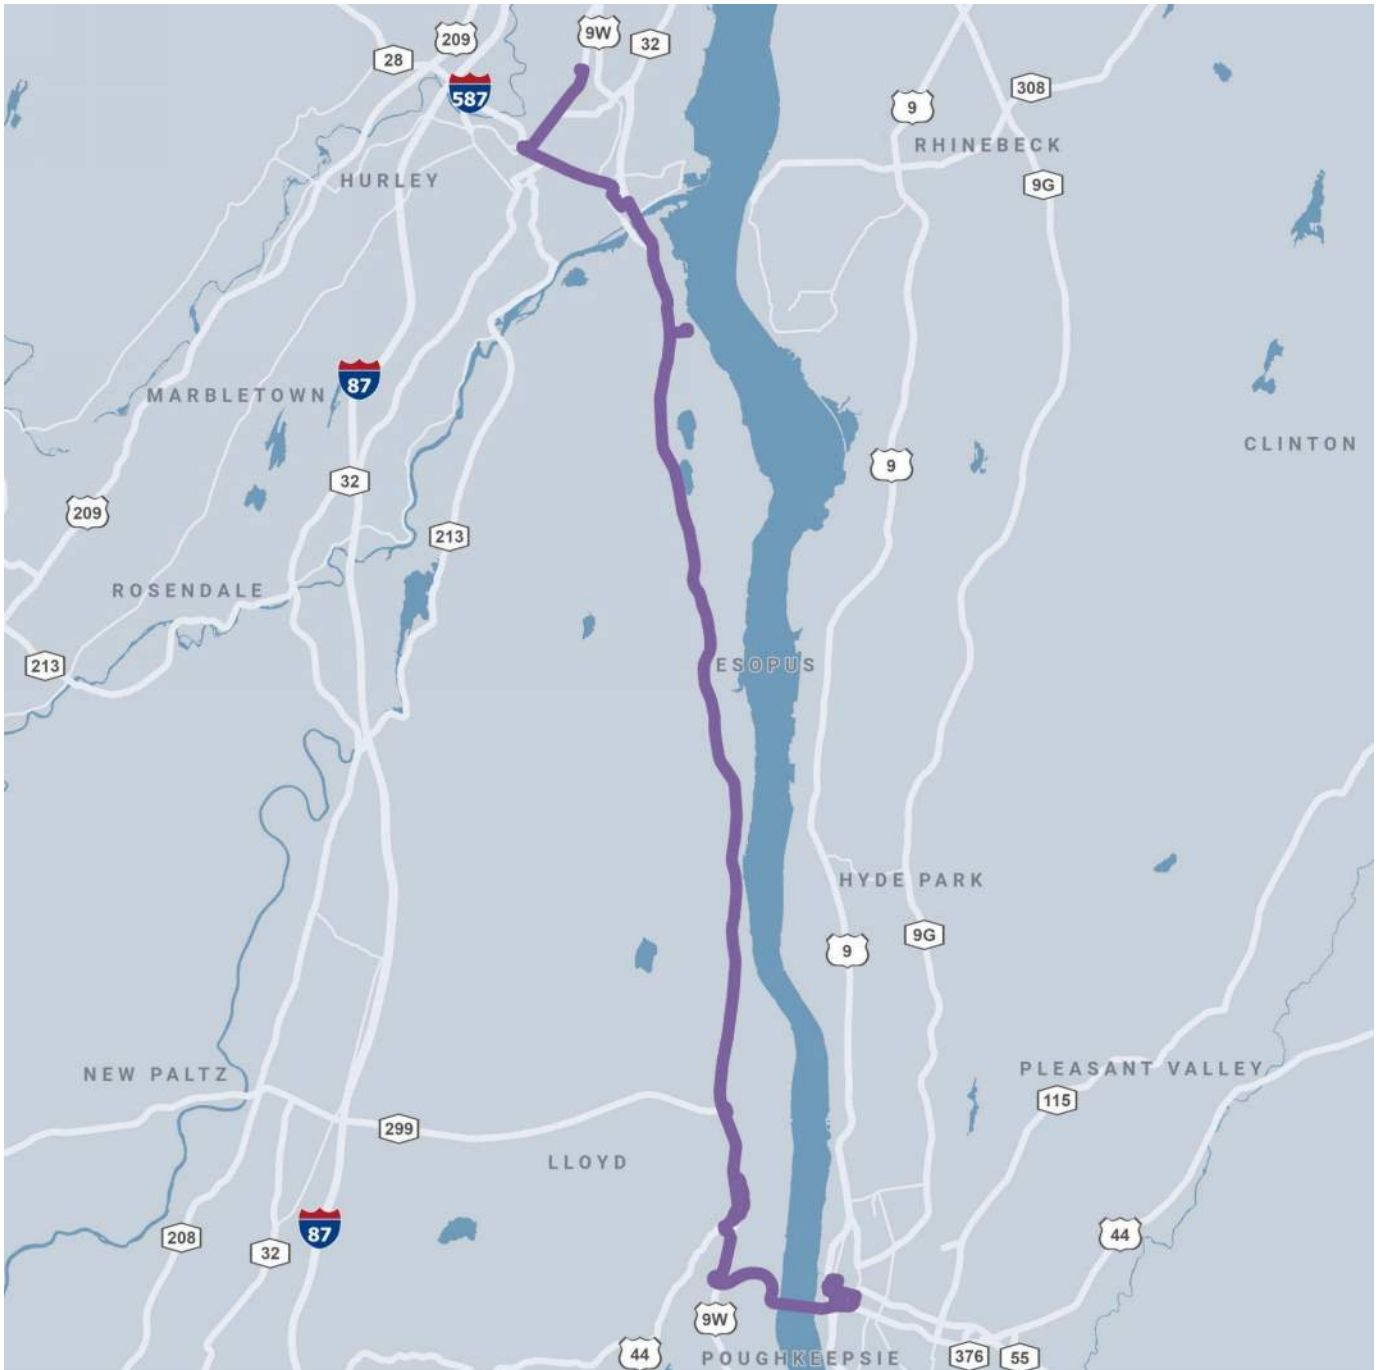 9W
209
32
28
587
308
9
RHINEBECK
HURLEY
9G
87
MARBLETOWN
CLINTON
9
32
209
213
ROSENDALE
213
ESOPUS
HYDE PARK
9G
9
PLEASANT VALLEY
NEW PALTZ
115
299
LLOYD
87
44
208
32
9W
44
POUGHKEEPSIE
376
55